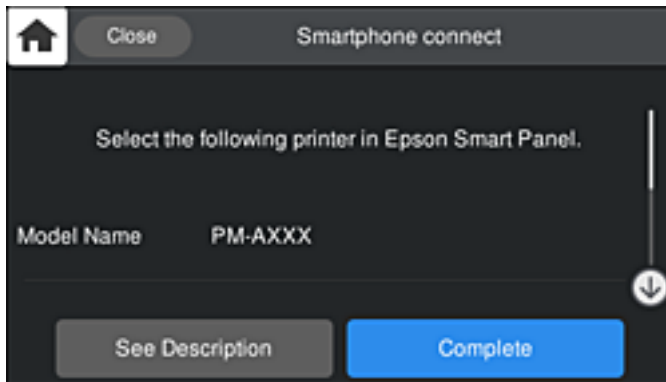 Close
Smartphone connect
Select the following printer in Epson Smart Panel.
Model Name PM-AXXX
See Description
Complete